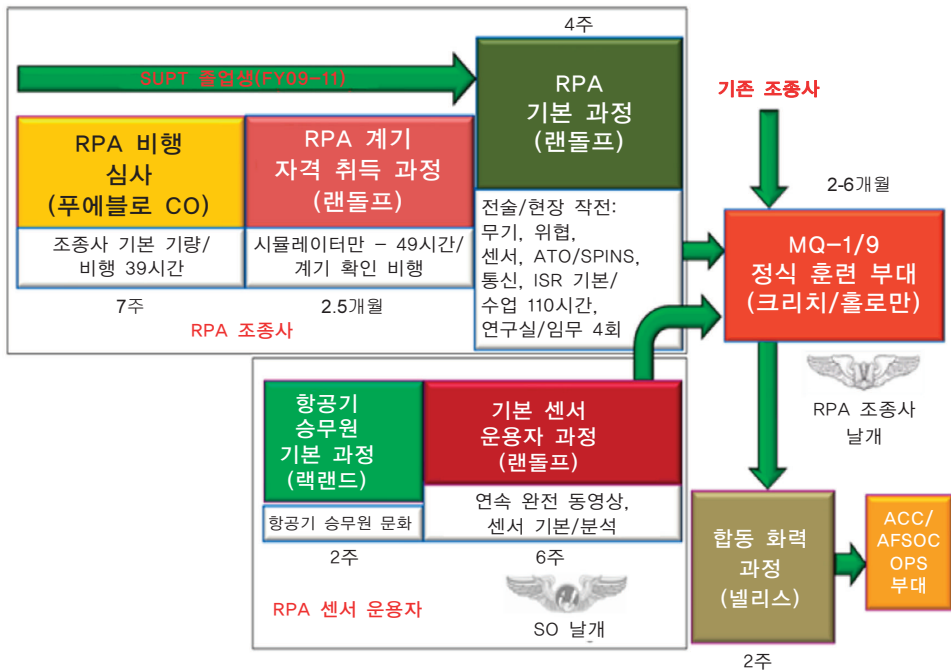 4주
SUPT 졸업생(FY09-11)
RPA
기본 과정
(랜돌프)
기존 조종사
RPA 비행
심사
(푸에블로 CO)
RPA 계기
자격 취득 과정
(랜돌프)
조종사 기본 기량/
비행 39시간
시뮬레이터만 - 49시간/
계기 확인 비행
전술/현장 작전:
무기, 위협,
센서, ATO/SPINS,
통신, ISR 기본/
수업 110시간,
연구실/임무 4회
7주
2.5개월
RPA 조종사
2-6개월
MQ-1/9
정식 훈련 부대
(크리치/홀로만)
RPA 조종사
날개
항공기
승무원
기본 과정
(랙랜드)
기본 센서
운용자 과정
(랜돌프)
항공기 승무원 문화
연속 완전 동영상,
센서 기본/분석
2주
6주
RPA 센서 운용자
SO 날개
합동 화력
과정
(넬리스)
2주
ACC/
AFSOC
OPS
부대